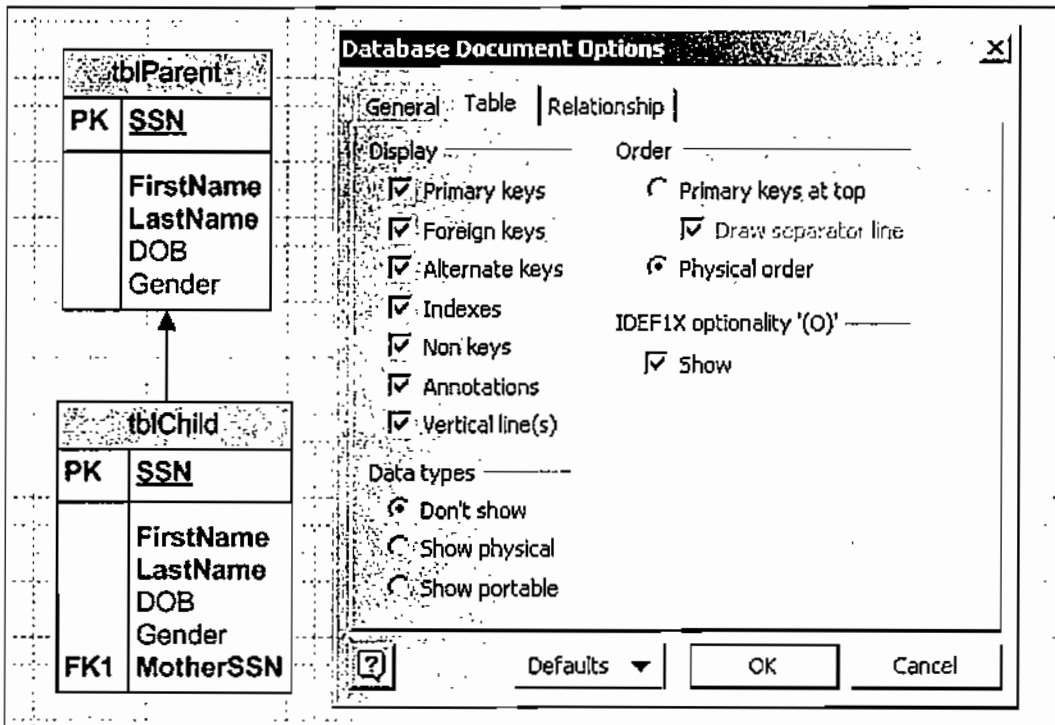 tblParent
PK SSN
FirstName
LastName
DOB
Gender
tblChild
PK SSN
FirstName
LastName
DOB
Gender
FK1 MotherSSN
Database Document Options
General Table Relationship
Display
Primary keys
Foreign keys
Alternate keys
Indexes
Non keys
Annotations
Vertical line(s)
Data types
Don't show
Show physical
Show portable
Order
Primary keys at top
Draw separator line
Physical order
IDEF1X optionality '(O)'
Show
?
Defaults
OK
Cancel